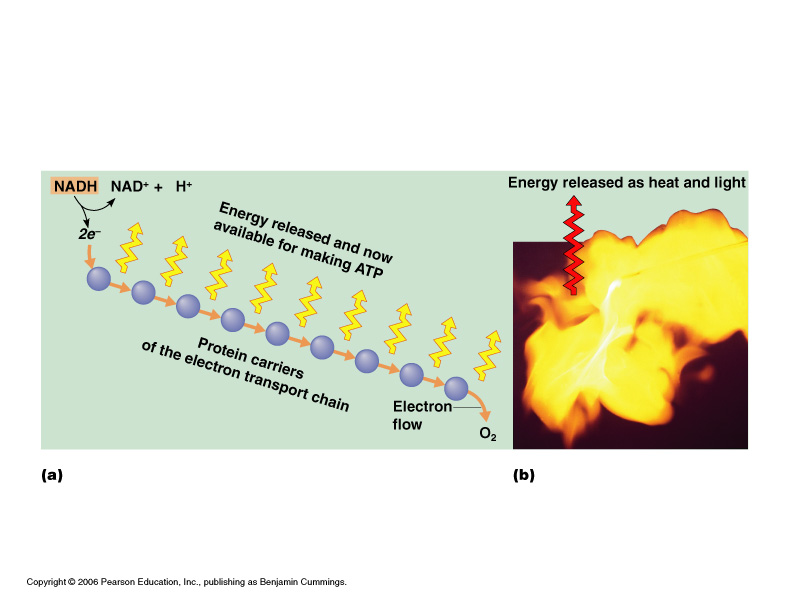 NADH NAD⁺ + H⁺
2e⁻
Energy released and now
available for making ATP
Protein carriers
of the electron transport chain
Electron
flow
O₂
Energy released as heat and light
(a)
(b)
Copyright © 2006 Pearson Education, Inc., publishing as Benjamin Cummings.